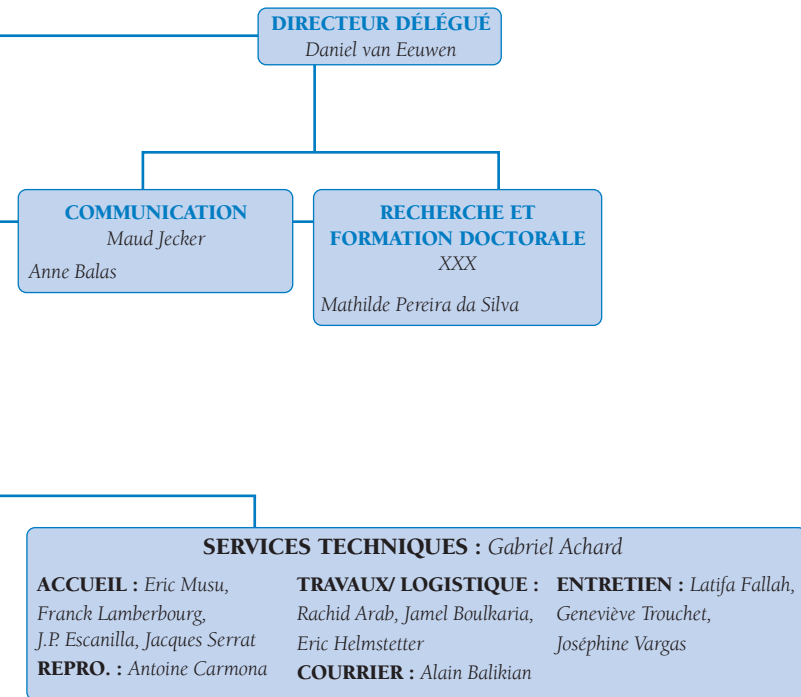 DIRECTEUR DÉLÉGUÉ
Daniel van Eeuwen
COMMUNICATION
Maud Jecker
Anne Balas
RECHERCHE ET
FORMATION DOCTORALE
XXX
Mathilde Pereira da Silva
SERVICES TECHNIQUES : Gabriel Achard
ACCUEIL : Eric Musu,
Franck Lamberbourg,
J.P. Escanilla, Jacques Serrat
REPRO. : Antoine Carmona
TRAVAUX/ LOGISTIQUE :
Rachid Arab, Jamel Boulkaria,
Eric Helmstetter
COURRIER : Alain Balikian
ENTRETIEN : Latifa Fallah,
Geneviève Trouchet,
Joséphine Vargas